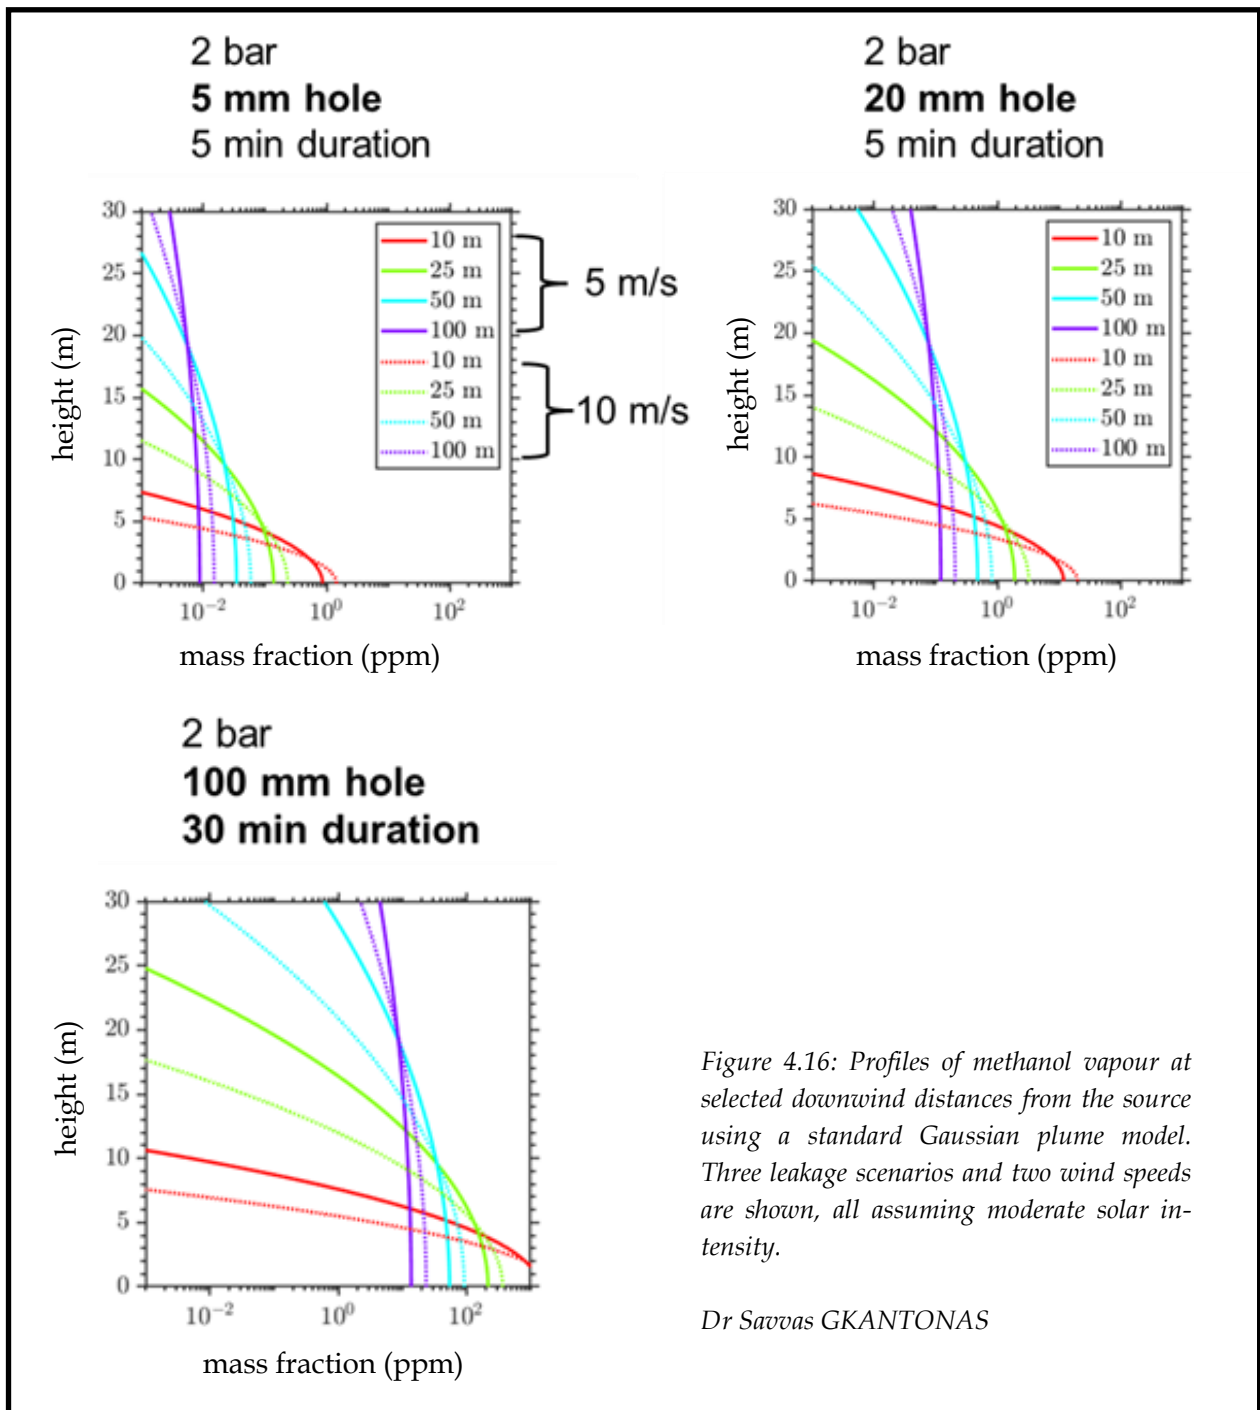 2 bar
5 mm hole
5 min duration
30
25
20
15
10
5
0
height (m)
10 m
25 m
50 m
100 m
10 m
25 m
50 m
100 m
5 m/s
10 m/s
10⁻²
10⁰
10²
mass fraction (ppm)
2 bar
20 mm hole
5 min duration
30
25
20
15
10
5
0
height (m)
10 m
25 m
50 m
100 m
10 m
25 m
50 m
100 m
10⁻²
10⁰
10²
mass fraction (ppm)
2 bar
100 mm hole
30 min duration
30
25
20
15
10
5
0
height (m)
10⁻²
10⁰
10²
mass fraction (ppm)
Figure 4.16: Profiles of methanol vapour at
selected downwind distances from the source
using a standard Gaussian plume model.
Three leakage scenarios and two wind speeds
are shown, all assuming moderate solar in-
tensity.
Dr Savvas GKANTONAS